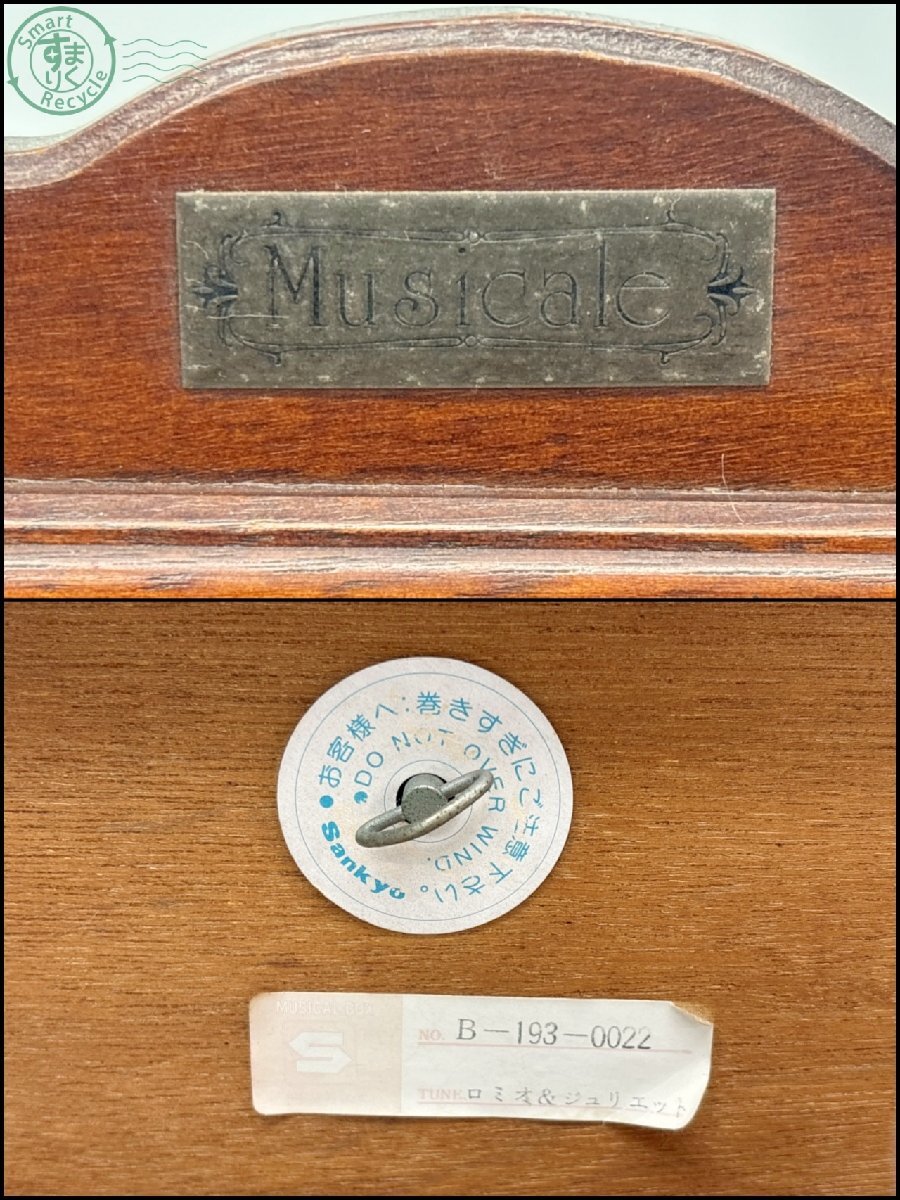 Smart
すまりく
Recycle
Musicale
●お客様へ:巻きすぎにご注意下さい。
●DO NOT OVER WIND.
Sankyo
MUSICAL BOX
S
NO. B-193-0022
TUNE ロミオ&ジュリエット